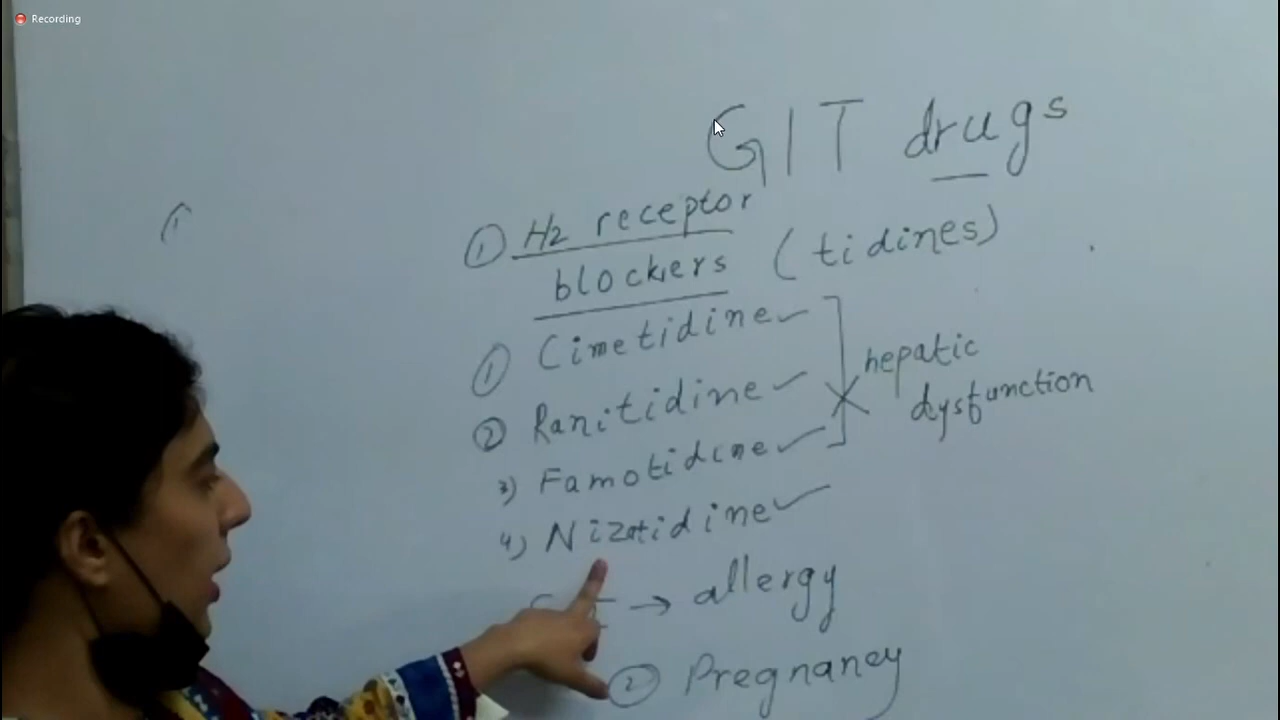 Recording
GIT drugs
① H2 receptor
blockers (tidines)
① Cimetidine ✓
② Ranitidine ✓
3) Famotidine ✓
hepatic
dysfunction
4) Nizatidine ✓
→ allergy
② Pregnancy